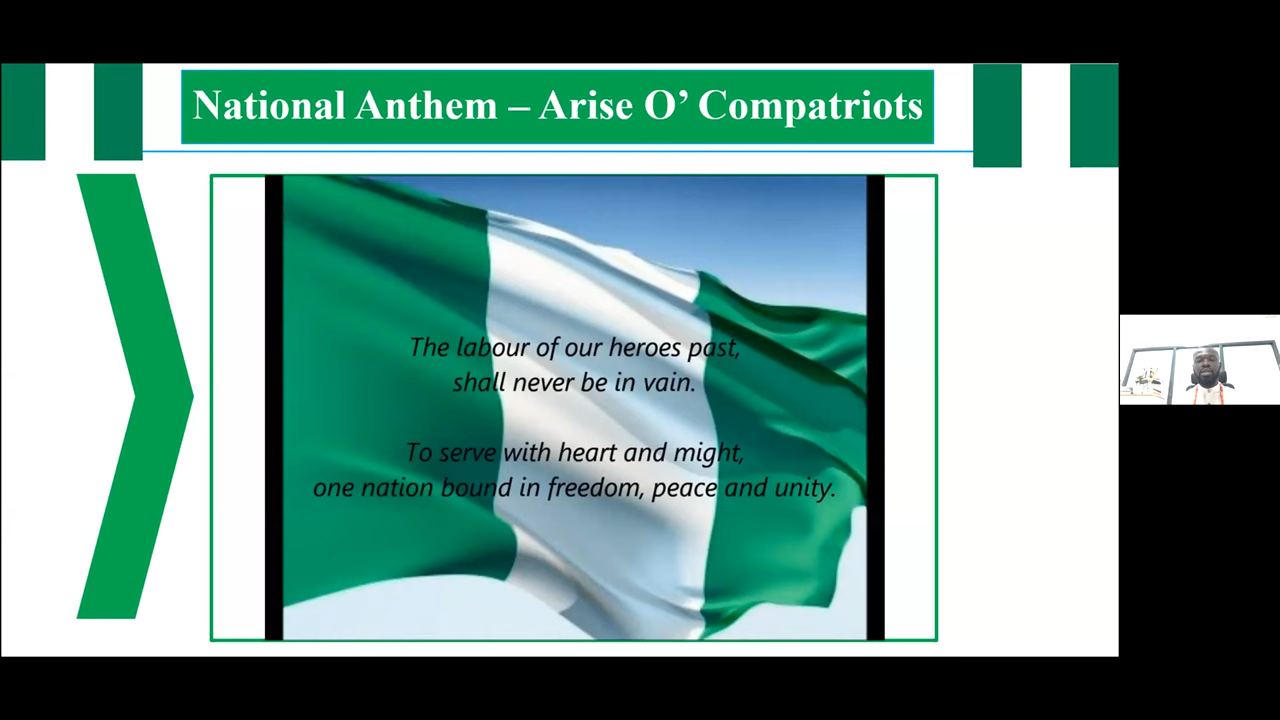 National Anthem – Arise O’ Compatriots
The labour of our heroes past,
shall never be in vain.
To serve with heart and might,
one nation bound in freedom, peace and unity.